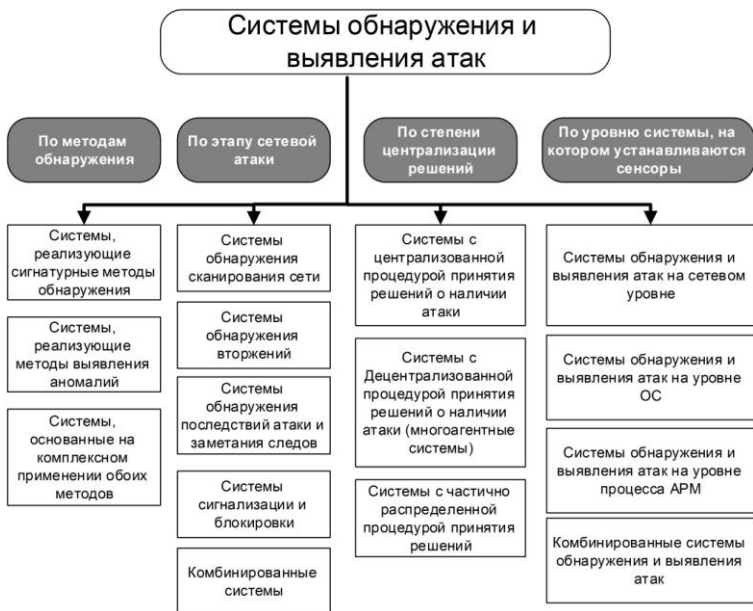 Системы обнаружения и
выявления атак
По методам
обнаружения
По этапу сетевой
атаки
По степени
централизации
решений
По уровню системы, на
котором устанавливаются
сенсоры
Системы,
реализующие
сигнатурные методы
обнаружения
Системы,
реализующие
методы выявления
аномалий
Системы,
основанные на
комплексном
применении обоих
методов
Системы
обнаружения
сканирования сети
Системы
обнаружения
вторжений
Системы
обнаружения
последствий атаки и
заметания следов
Системы
сигнализации и
блокировки
Комбинированные
системы
Системы с
централизованной
процедурой принятия
решений о наличии
атаки
Системы с
Децентрализованной
процедурой принятия
решений о наличии
атаки (многоагентные
системы)
Системы с частично
распределенной
процедурой принятия
решений
Системы обнаружения и
выявления атак на сетевом
уровне
Системы обнаружения и
выявления атак на уровне
ОС
Системы обнаружения и
выявления атак на уровне
процесса АРМ
Комбинированные системы
обнаружения и выявления
атак